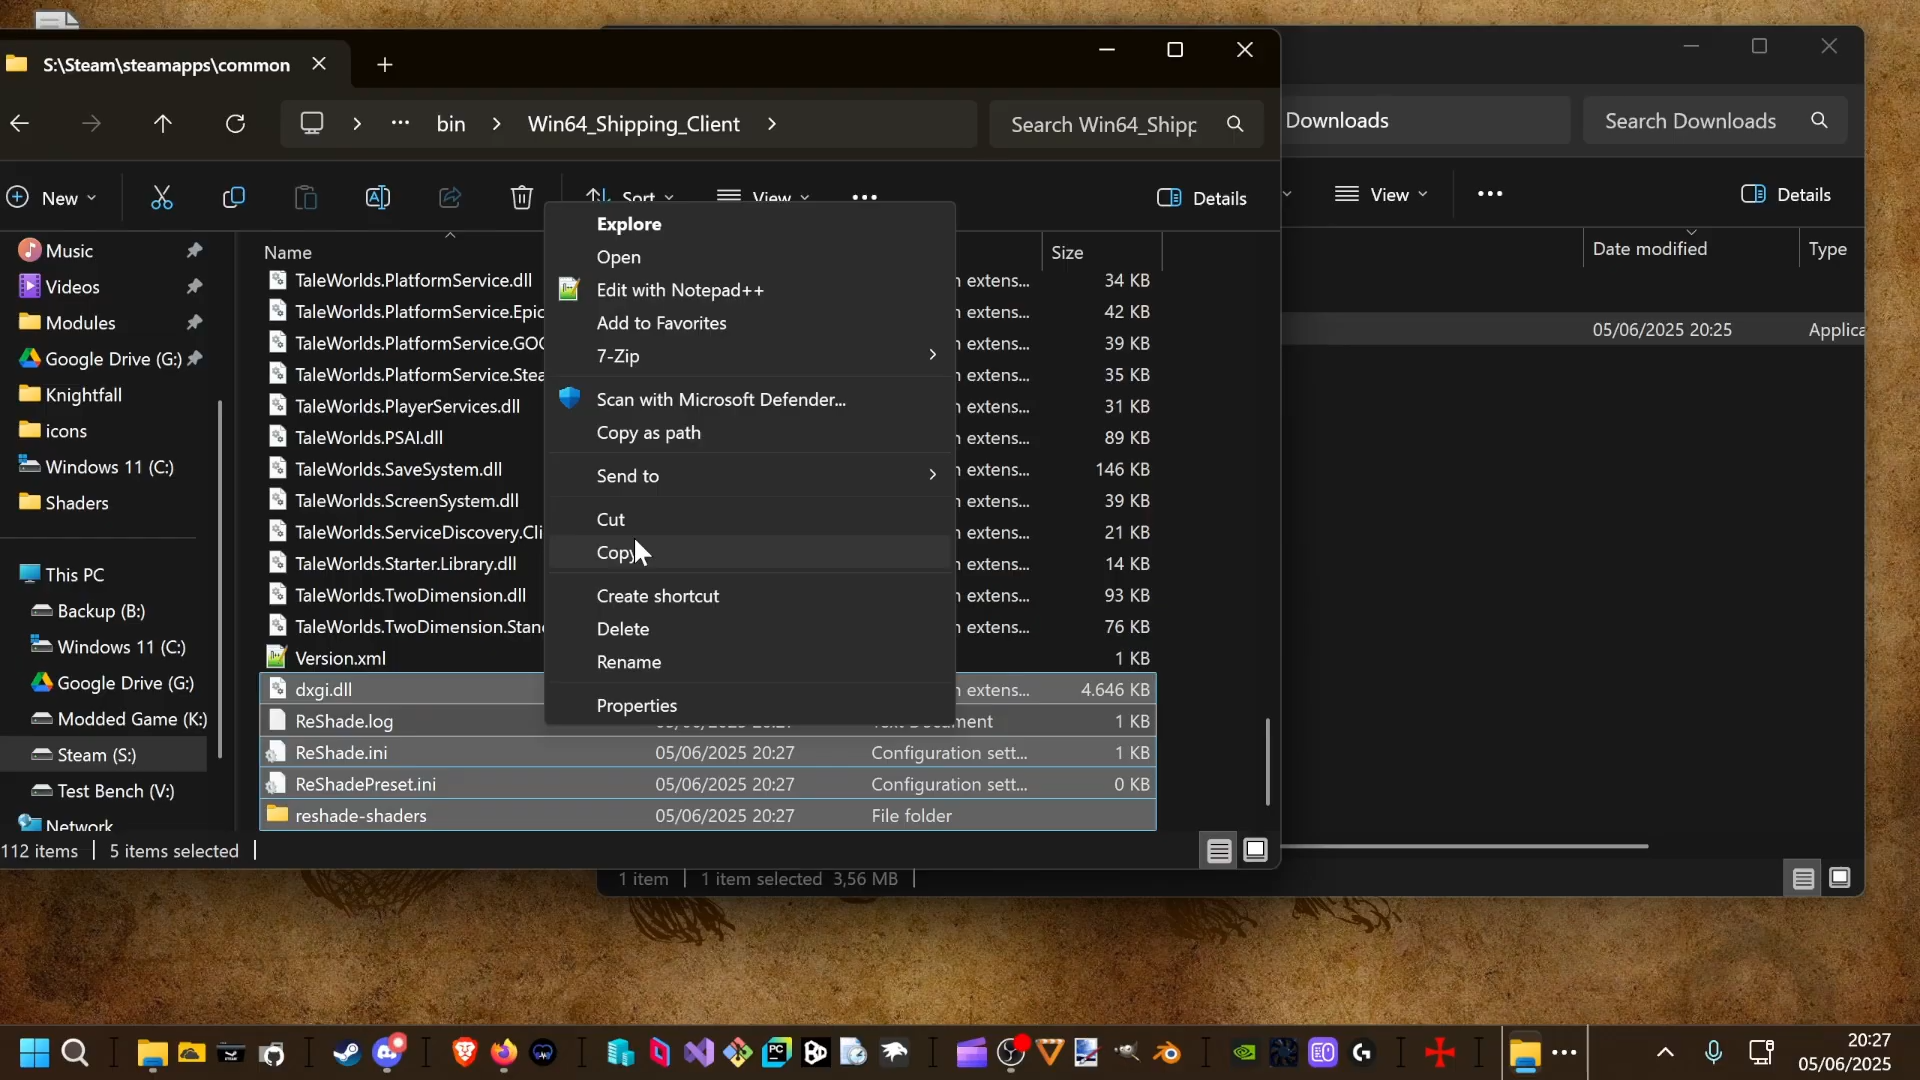 S:\Steam\steamapps\common
bin
Win64_Shipping_Client
Search Win64_Shipp
Downloads
Search Downloads
New
Sort
View
Details
View
Details
Music
Videos
Modules
Google Drive (G:)
Knightfall
icons
Windows 11 (C:)
Shaders
This PC
Backup (B:)
Windows 11 (C:)
Google Drive (G:)
Modded Game (K:)
Steam (S:)
Test Bench (V:)
Network
Name
Size
TaleWorlds.PlatformService.dll
n extens...
34 KB
TaleWorlds.PlatformService.Epic
n extens...
42 KB
TaleWorlds.PlatformService.GOG
n extens...
39 KB
TaleWorlds.PlatformService.Stea
n extens...
35 KB
TaleWorlds.PlayerServices.dll
n extens...
31 KB
TaleWorlds.PSAI.dll
n extens...
89 KB
TaleWorlds.SaveSystem.dll
n extens...
146 KB
TaleWorlds.ScreenSystem.dll
n extens...
39 KB
TaleWorlds.ServiceDiscovery.Cli
n extens...
21 KB
TaleWorlds.Starter.Library.dll
n extens...
14 KB
TaleWorlds.TwoDimension.dll
n extens...
93 KB
TaleWorlds.TwoDimension.Stand
n extens...
76 KB
Version.xml
1 KB
dxgi.dll
n extens...
4.646 KB
ReShade.log
05/06/2025 20:27
Text Document
1 KB
ReShade.ini
05/06/2025 20:27
Configuration sett...
1 KB
ReShadePreset.ini
05/06/2025 20:27
Configuration sett...
0 KB
reshade-shaders
05/06/2025 20:27
File folder
Explore
Open
Edit with Notepad++
Add to Favorites
7-Zip
Scan with Microsoft Defender...
Copy as path
Send to
Cut
Copy
Create shortcut
Delete
Rename
Properties
Date modified
Type
05/06/2025 20:25
Applica
112 items
5 items selected
1 item
1 item selected 3,56 MB
PC
20:27
05/06/2025